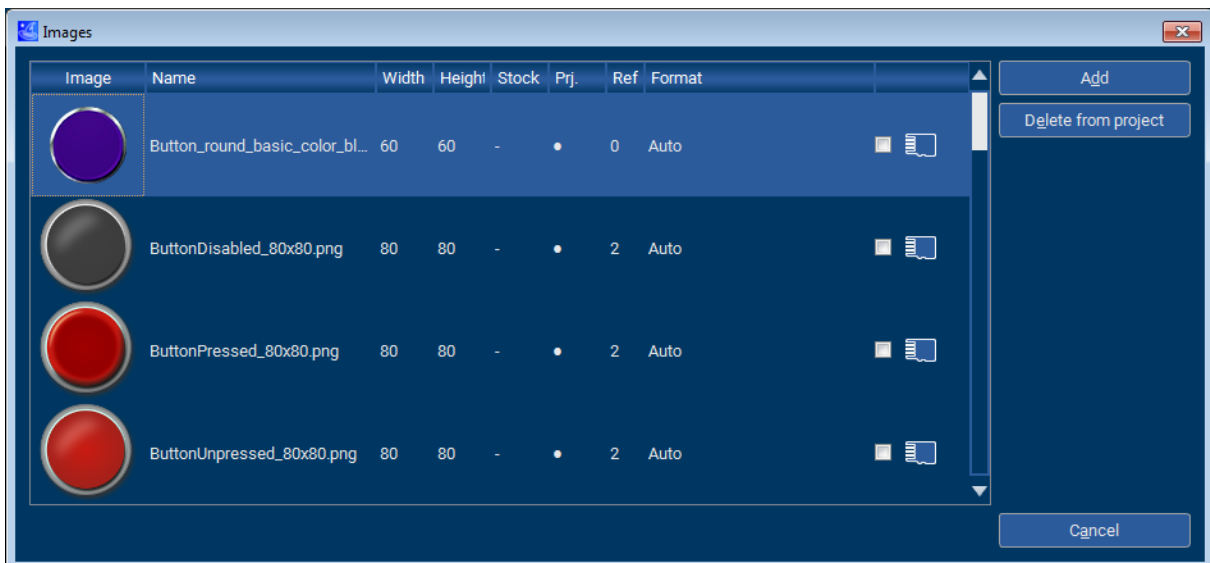 Images
Image Name Width Height Stock Prj. Ref Format
Add
Delete from project
Button_round_basic_color_bl... 60 60 - ● 0 Auto
ButtonDisabled_80x80.png 80 80 - ● 2 Auto
ButtonPressed_80x80.png 80 80 - ● 2 Auto
ButtonUnpressed_80x80.png 80 80 - ● 2 Auto
Cancel